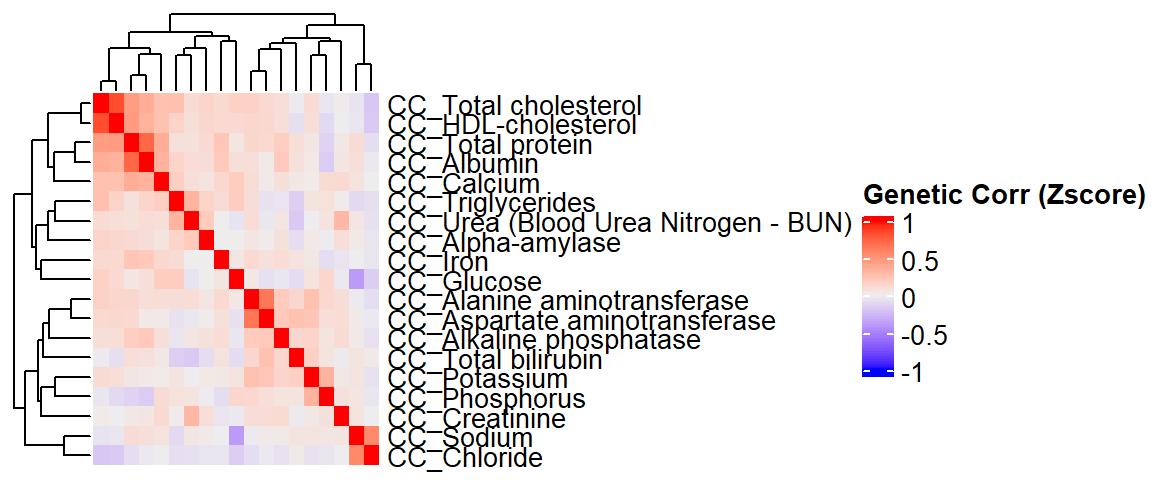 CC_Total cholesterol
CC_HDL-cholesterol
CC_Total protein
CC_Albumin
CC_Calcium
CC_Triglycerides
CC_Urea (Blood Urea Nitrogen - BUN)
CC_Alpha-amylase
CC_Iron
CC_Glucose
CC_Alanine aminotransferase
CC_Aspartate aminotransferase
CC_Alkaline phosphatase
CC_Total bilirubin
CC_Potassium
CC_Phosphorus
CC_Creatinine
CC_Sodium
CC_Chloride
Genetic Corr (Zscore)
1
0.5
0
-0.5
-1